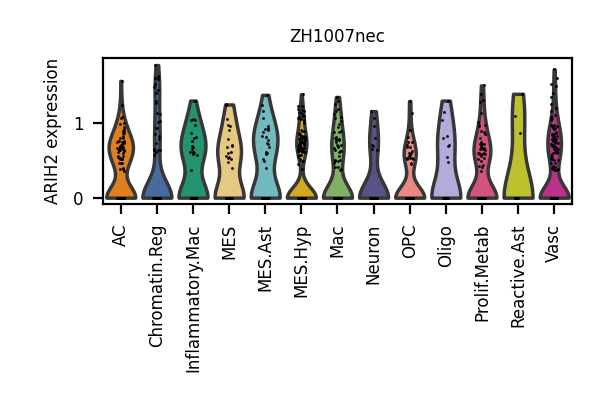 ZH1007nec
ARIH2 expression
1
0
AC
Chromatin.Reg
Inflammatory.Mac
MES
MES.Ast
MES.Hyp
Mac
Neuron
OPC
Oligo
Prolif.Metab
Reactive.Ast
Vasc